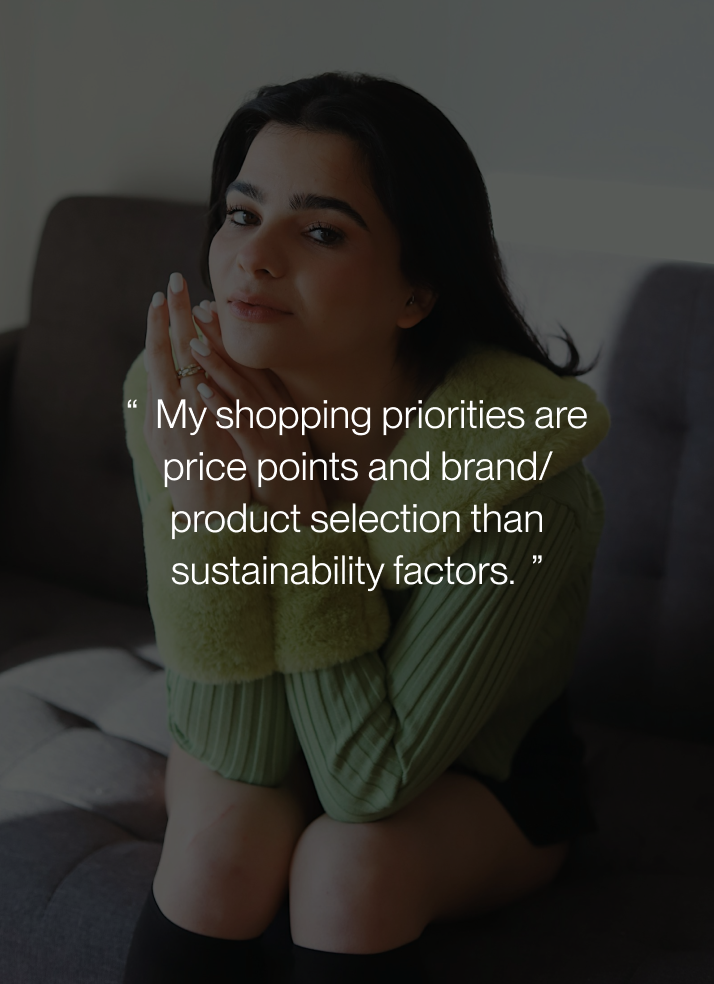 “ My shopping priorities are
price points and brand/
product selection than
sustainability factors. ”